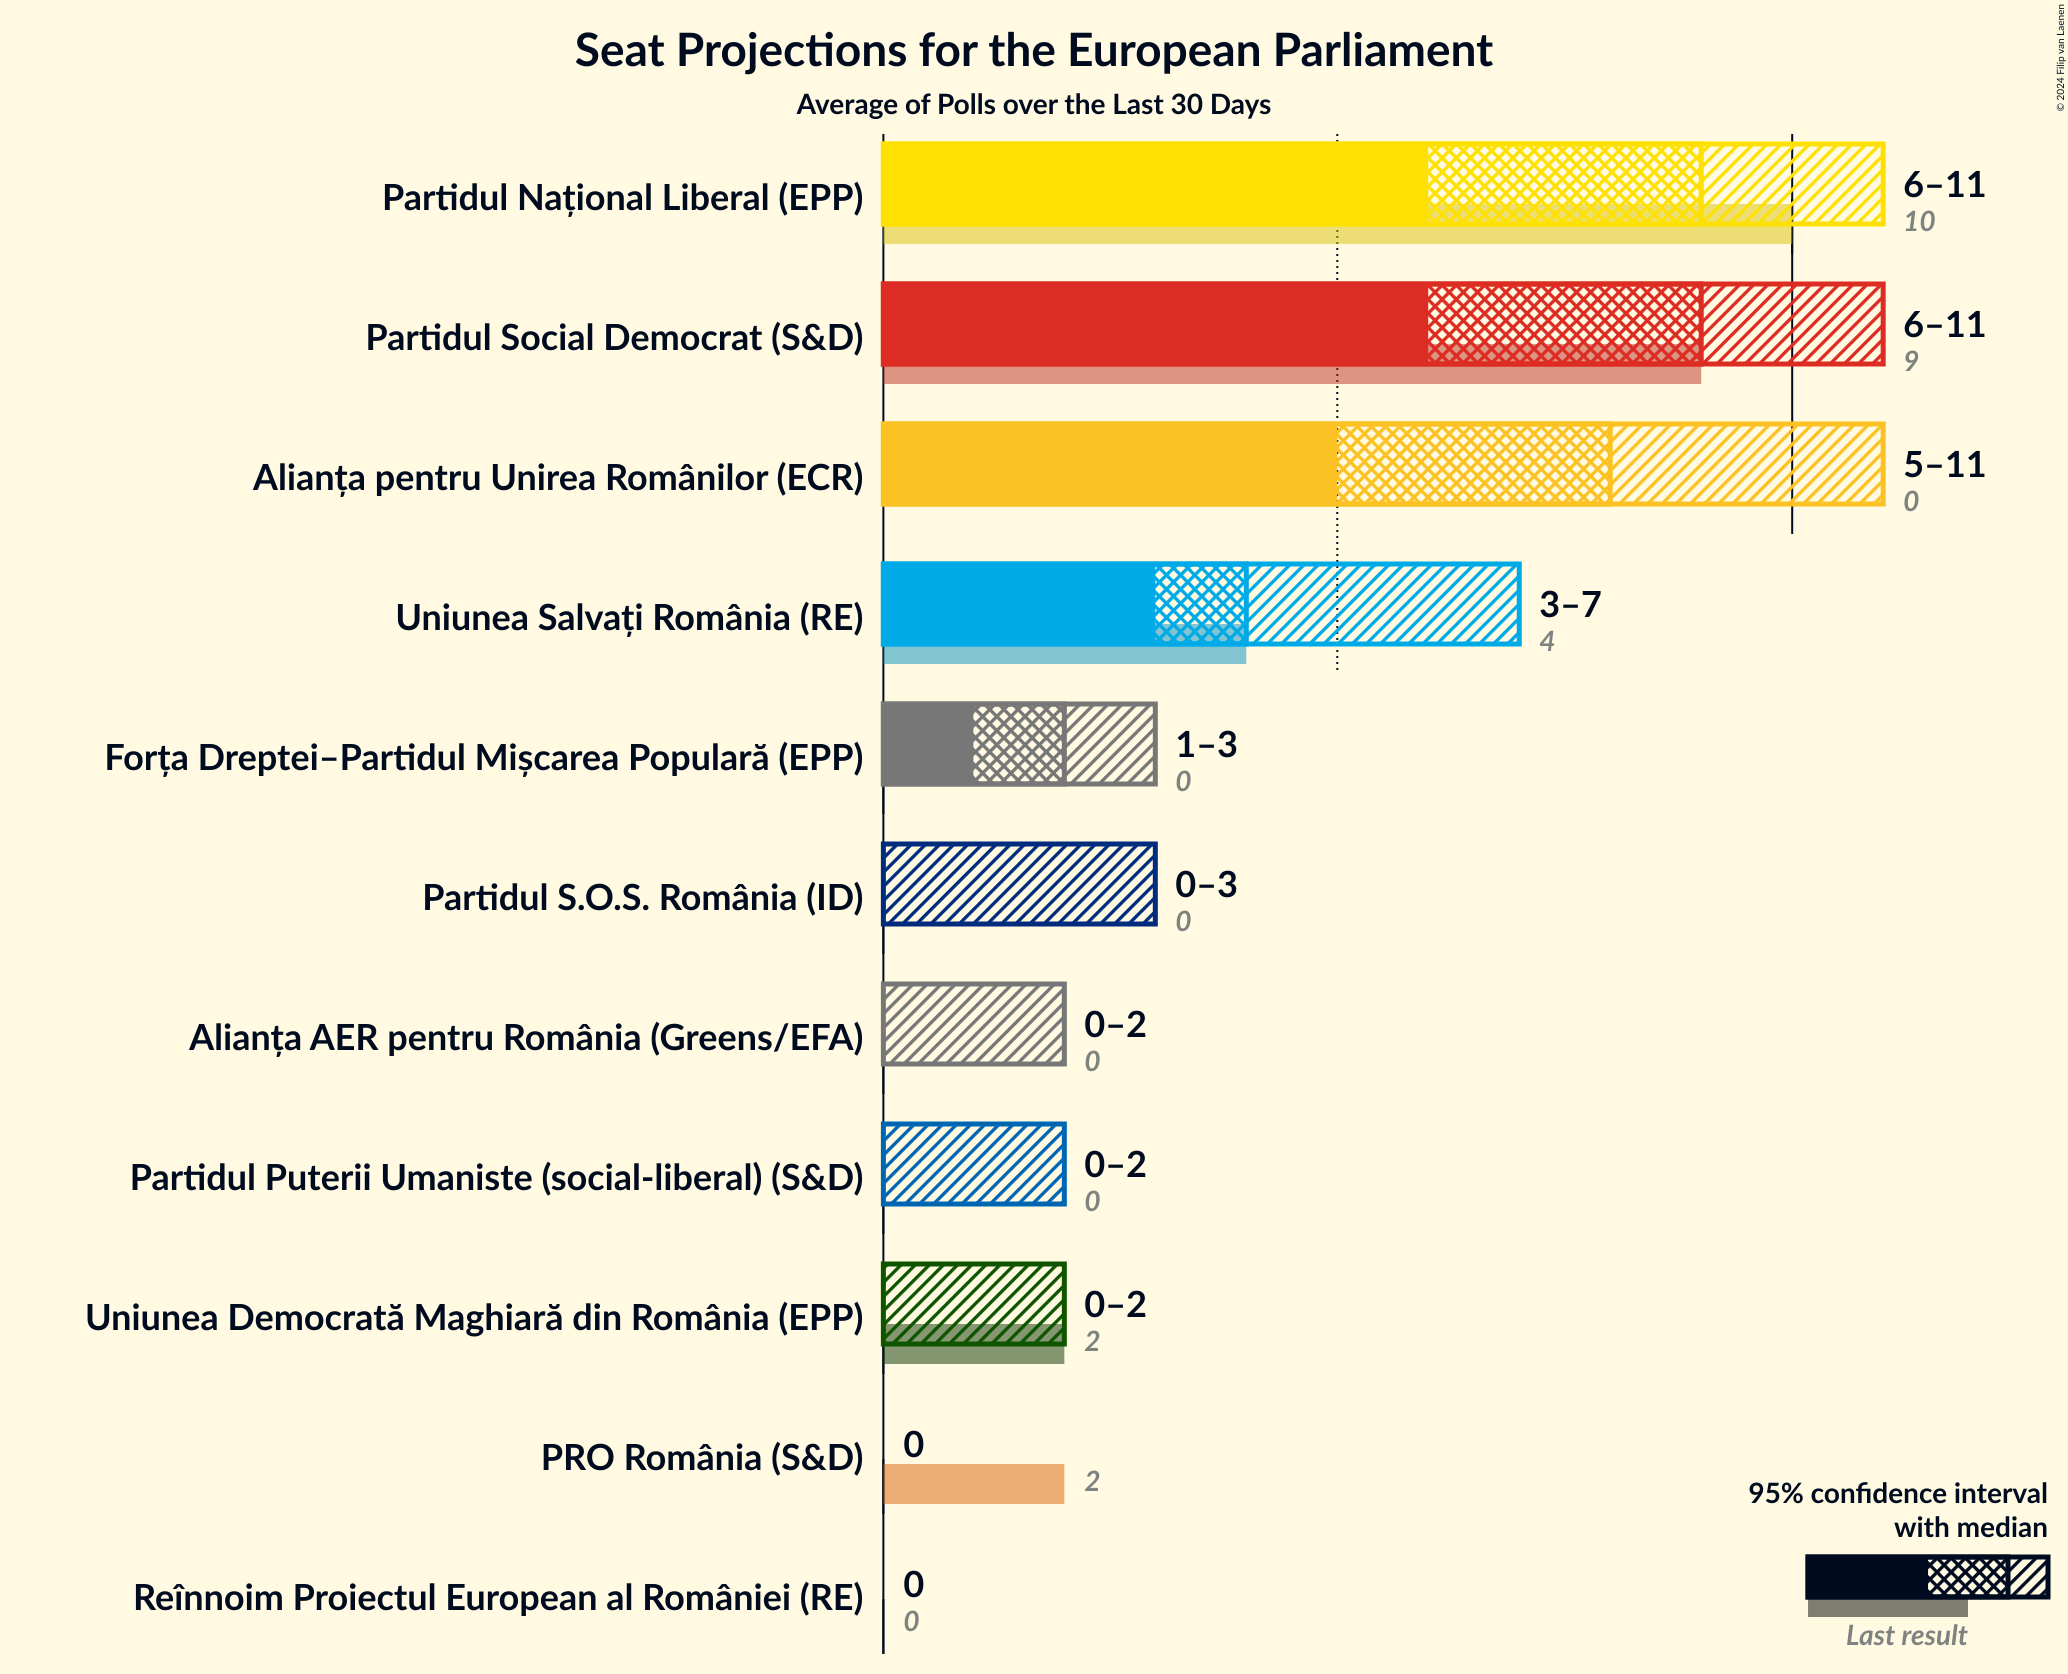 Seat Projections for the European Parliament
Average of Polls over the Last 30 Days
© 2024 Filip van Laenen
Partidul Național Liberal (EPP)
6–11
10
Partidul Social Democrat (S&D)
6–11
9
Alianța pentru Unirea Românilor (ECR)
5–11
0
Uniunea Salvați România (RE)
3–7
4
Forța Dreptei–Partidul Mișcarea Populară (EPP)
1–3
0
Partidul S.O.S. România (ID)
0–3
0
Alianța AER pentru România (Greens/EFA)
0–2
0
Partidul Puterii Umaniste (social-liberal) (S&D)
0–2
0
Uniunea Democrată Maghiară din România (EPP)
0–2
2
PRO România (S&D)
0
2
Reînnoim Proiectul European al României (RE)
0
0
95% confidence interval
with median
Last result